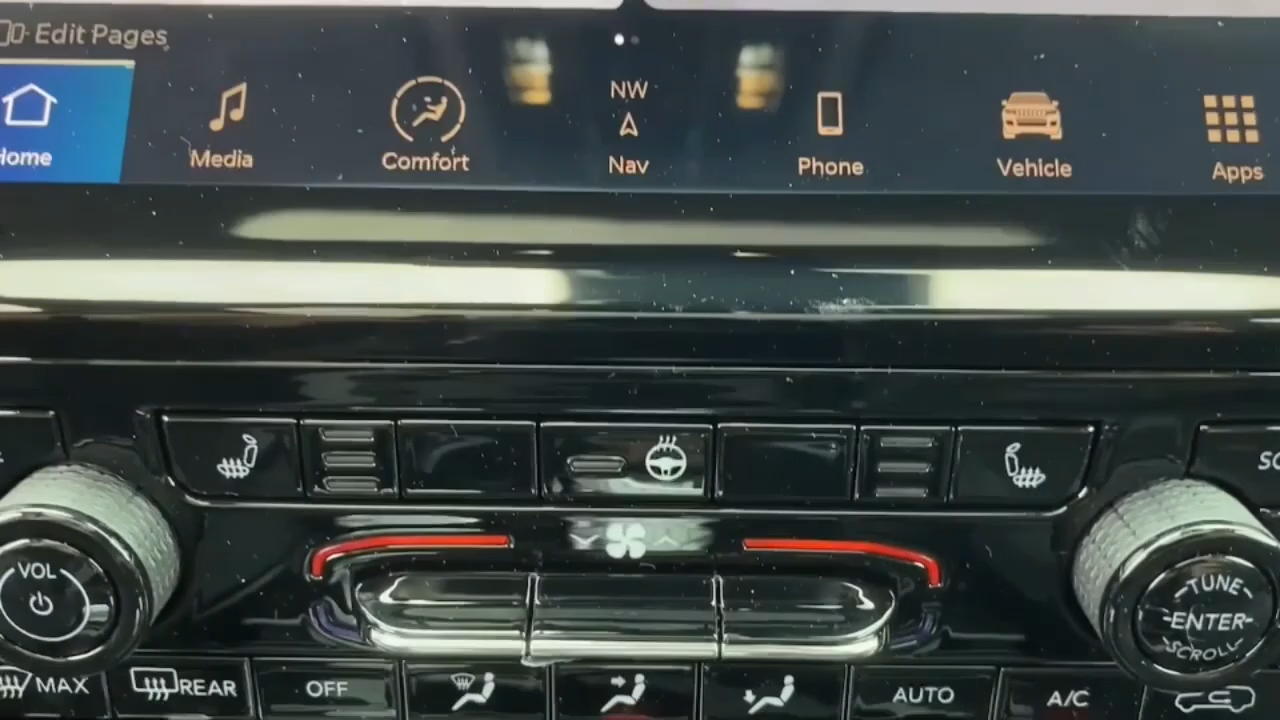 Edit Pages
Home
Media
Comfort
NW
Nav
Phone
Vehicle
Apps
VOL
TUNE
ENTER
SCROLL
MAX
REAR
OFF
AUTO
A/C